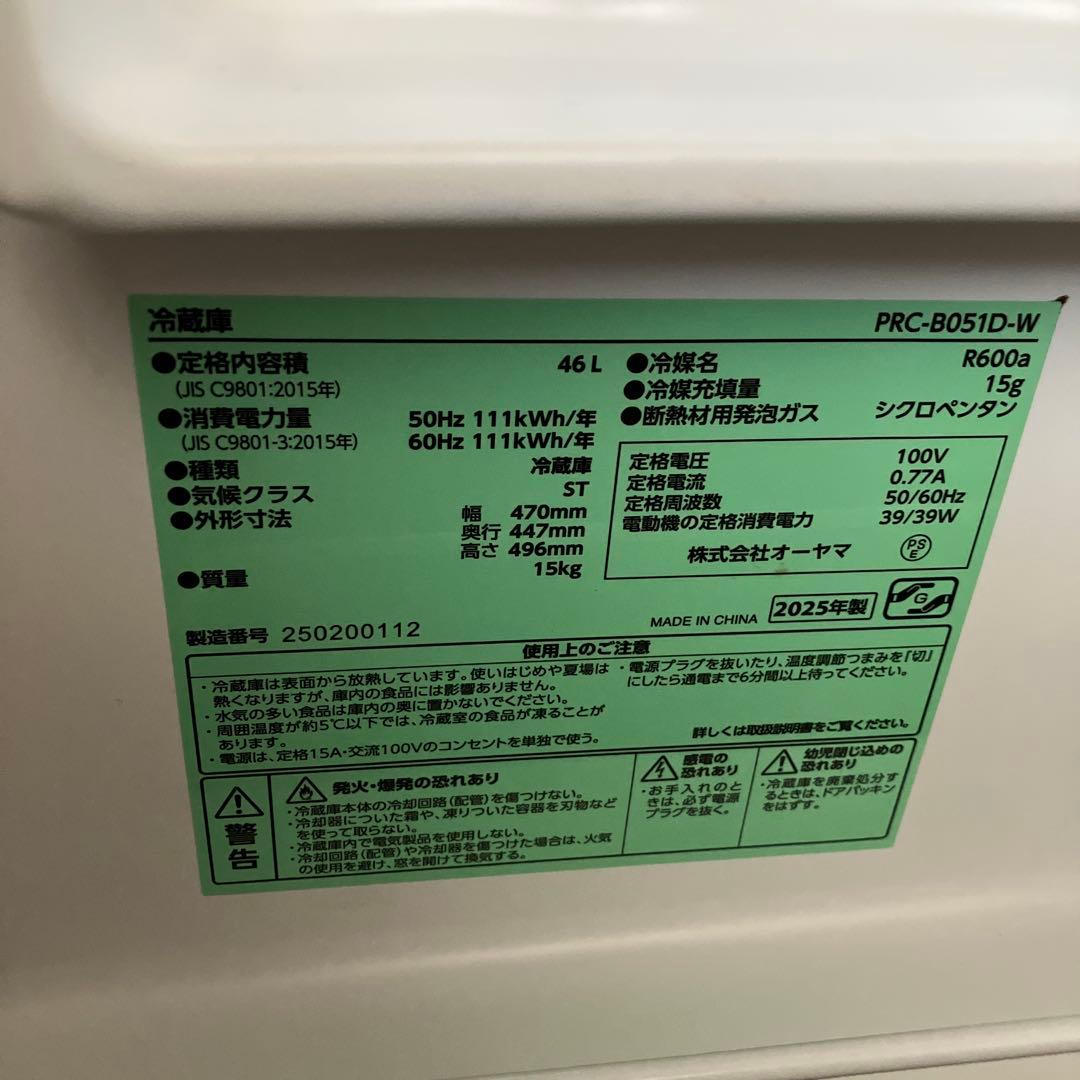 冷蔵庫 PRC-B051D-W
●定格内容積 46 L
(JIS C9801:2015年)
●消費電力量 50Hz 111kWh/年
(JIS C9801-3:2015年) 60Hz 111kWh/年
●種類 冷蔵庫
●気候クラス ST
●外形寸法 幅 470mm
奥行 447mm
高さ 496mm
●質量 15kg
●冷媒名 R600a
●冷媒充填量 15g
●断熱材用発泡ガス シクロペンタン
定格電圧 100V
定格電流 0.77A
定格周波数 50/60Hz
電動機の定格消費電力 39/39W
株式会社オーヤマ PSE
製造番号 250200112
MADE IN CHINA 2025年製 G
使用上のご注意
・冷蔵庫は表面から放熱しています。使いはじめや夏場は
熱くなりますが、庫内の食品には影響ありません。
・水気の多い食品は庫内の奥に置かないでください。
・周囲温度が約5℃以下では、冷蔵室の食品が凍ることが
あります。
・電源は、定格15A・交流100Vのコンセントを単独で使う。
・電源プラグを抜いたり、温度調節つまみを「切」
にしたら通電まで6分間以上待ってください。
詳しくは取扱説明書をご覧ください。
警告
発火・爆発の恐れあり
・冷蔵庫本体の冷却回路(配管)を傷つけない。
・冷却器についた霜や、凍りついた容器を刃物など
を使って取らない。
・冷蔵庫内で電気製品を使用しない。
・冷却回路(配管)や冷却器を傷つけた場合は、火気
の使用を避け、窓を開けて換気する。
感電の
恐れあり
・お手入れのと
きは、必ず電源
プラグを抜く。
幼児閉じ込めの
恐れあり
・冷蔵庫を廃棄処分す
るときは、ドアパッキン
をはずす。